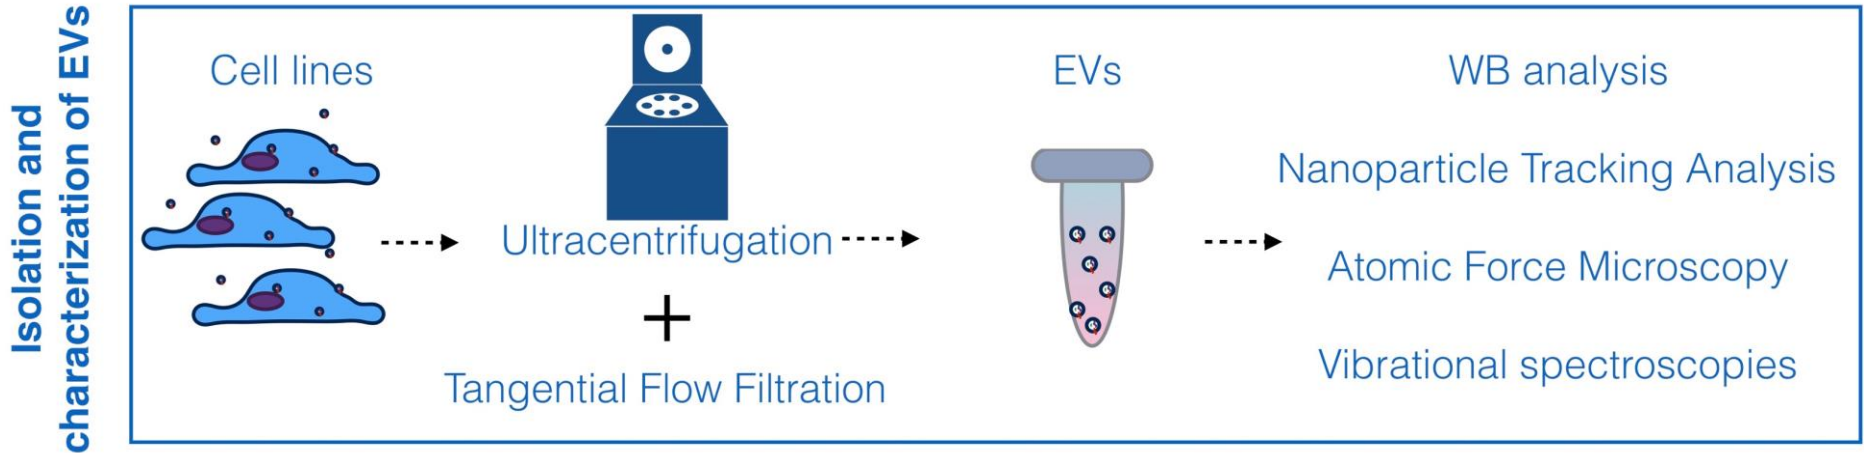 Isolation and
characterization of EVs
Cell lines
Ultracentrifugation
+
Tangential Flow Filtration
EVs
WB analysis
Nanoparticle Tracking Analysis
Atomic Force Microscopy
Vibrational spectroscopies